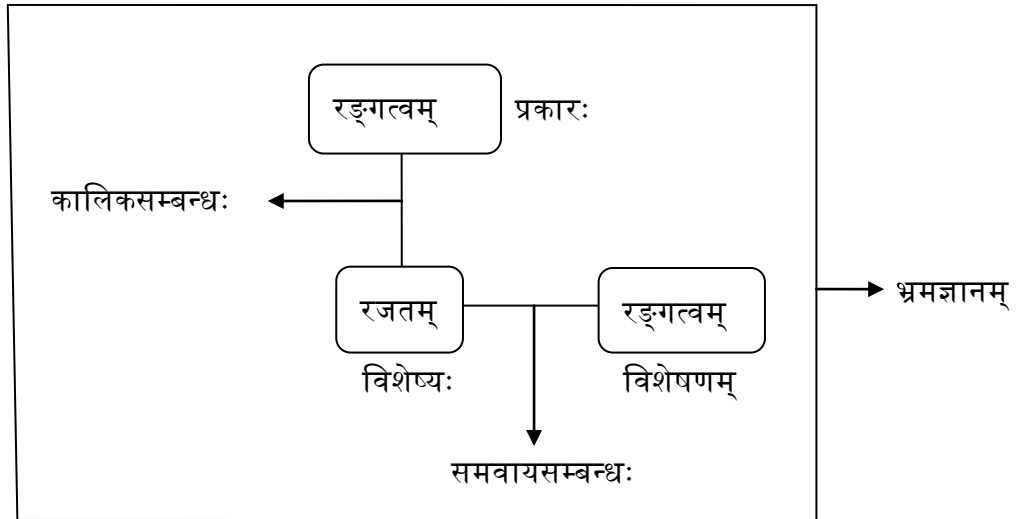 रङ्गत्वम् प्रकारः
कालिकसम्बन्धः
भ्रमज्ञानम्
रजतम् रङ्गत्वम्
विशेष्यः विशेषणम्
समवायसम्बन्धः